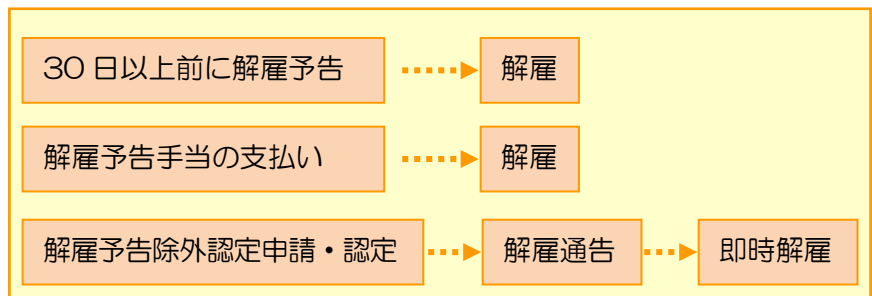 30日以上前に解雇予告 解雇
解雇予告手当の支払い 解雇
解雇予告除外認定申請・認定 解雇通告 即時解雇